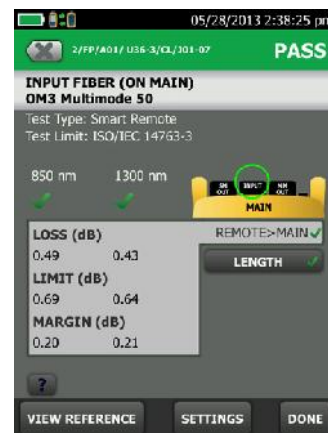 05/28/2013 2:38:25 pm
2/FP/A01/ U36-3/CL/J01-07
PASS
INPUT FIBER (ON MAIN)
OM3 Multimode 50
Test Type: Smart Remote
Test Limit: ISO/IEC 14763-3
850 nm 1300 nm
SM OUT INPUT MM OUT
MAIN
LOSS (dB) REMOTE>MAIN
0.49 0.43 LENGTH
LIMIT (dB)
0.69 0.64
MARGIN (dB)
0.20 0.21
?
VIEW REFERENCE SETTINGS DONE